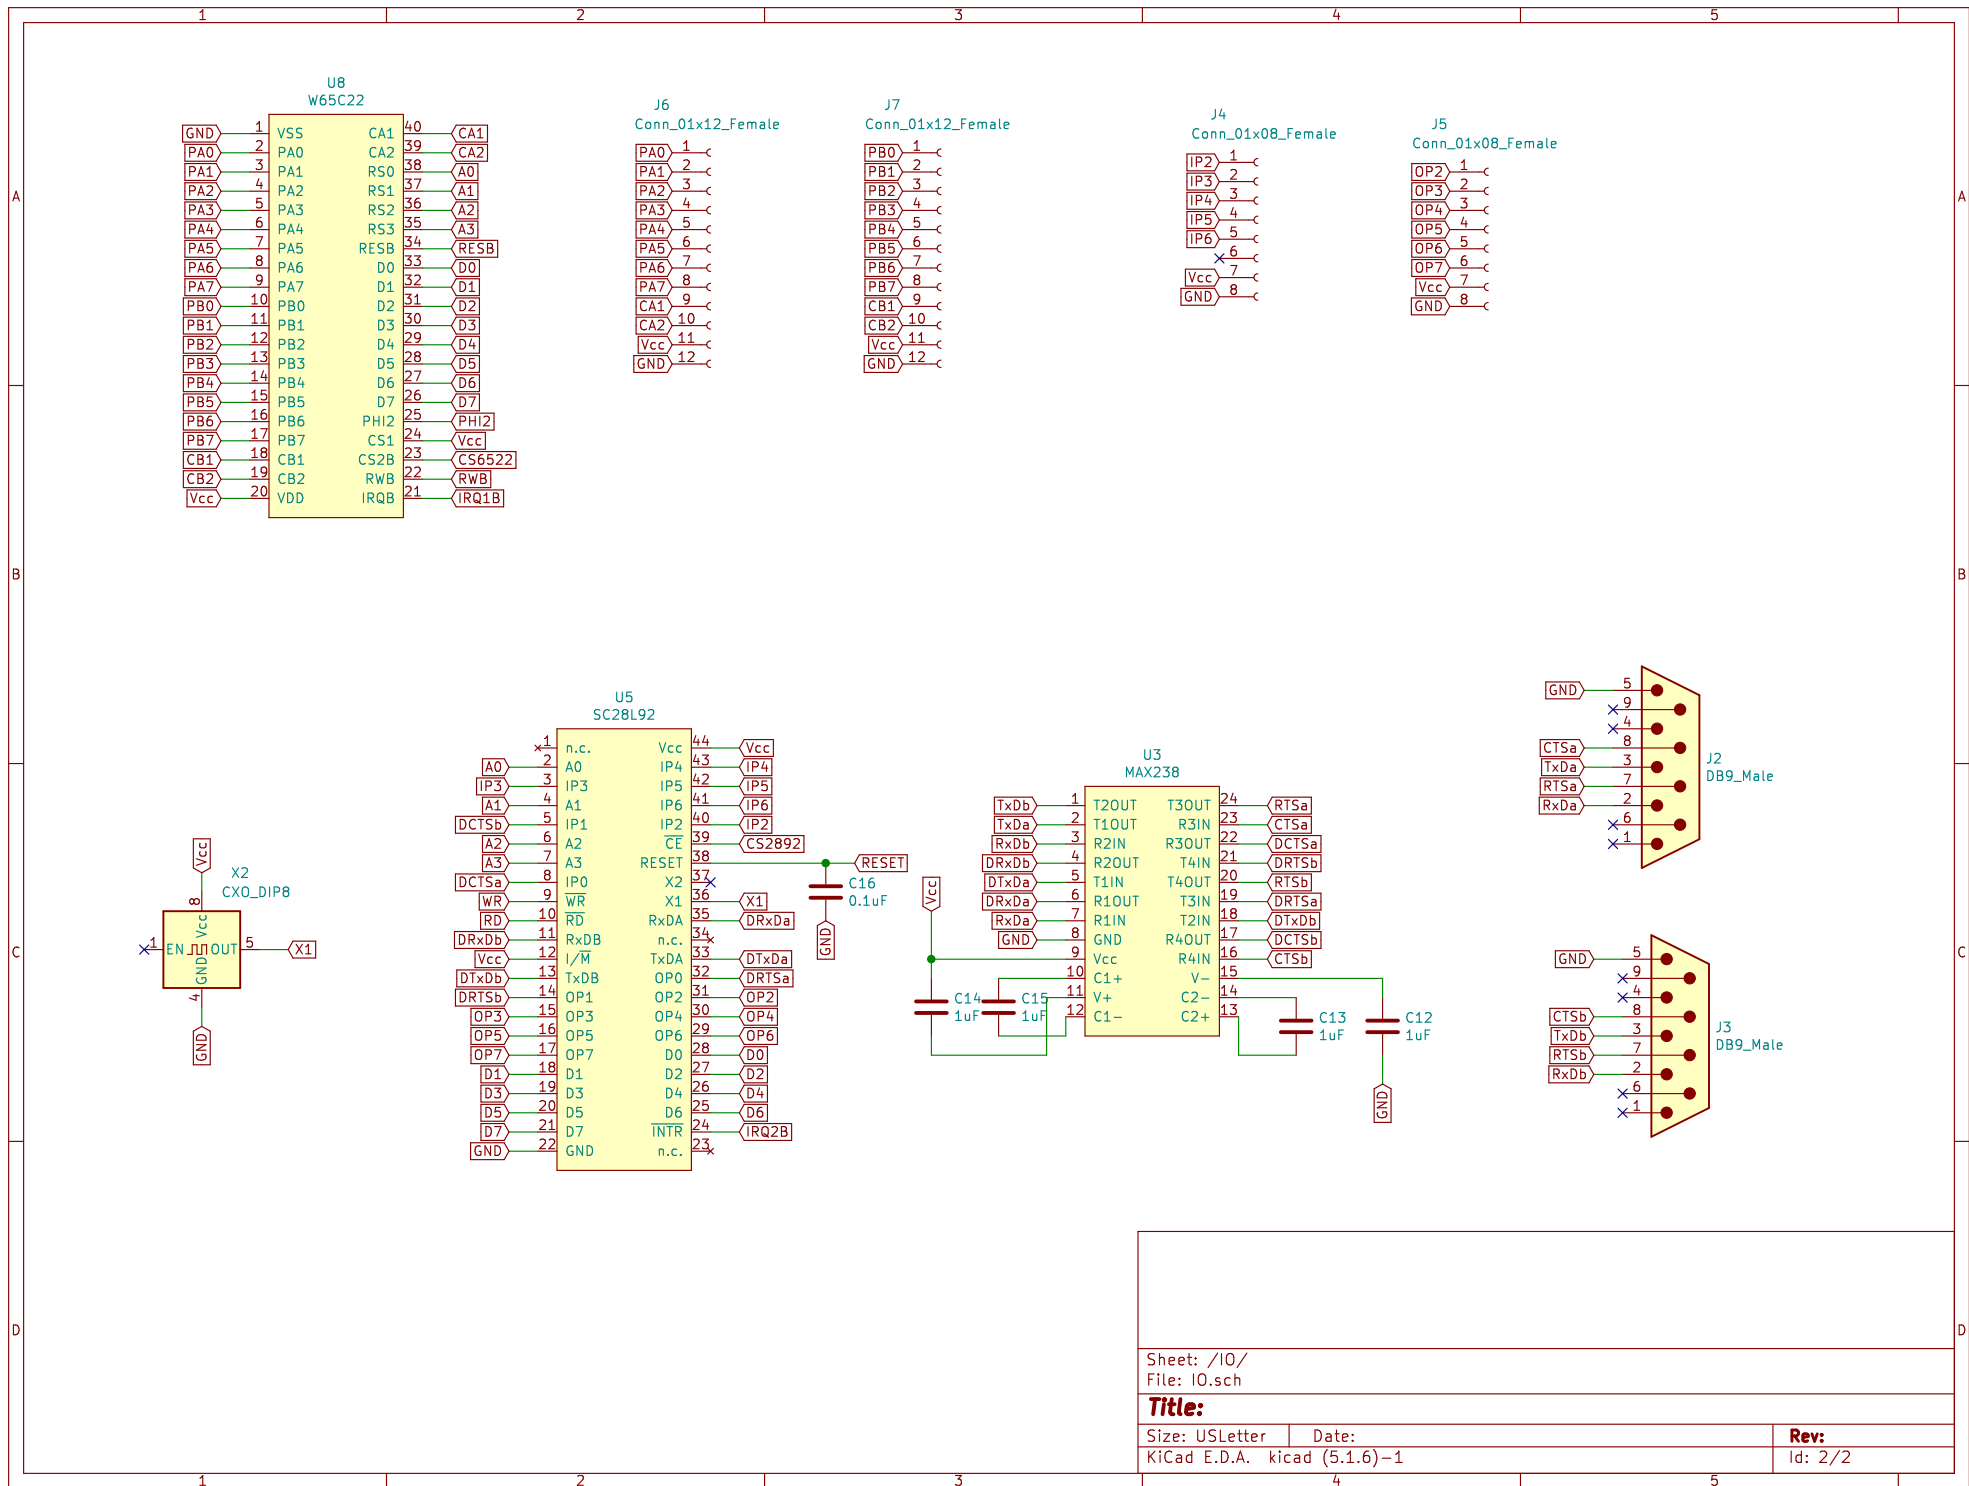 1 2 3 4 5
A A
B B
C C
D D
1 2 3 4 5
U8
W65C22
GND 1 VSS CA1 40 CA1
PA0 2 PA0 CA2 39 CA2
PA1 3 PA1 RS0 38 A0
PA2 4 PA2 RS1 37 A1
PA3 5 PA3 RS2 36 A2
PA4 6 PA4 RS3 35 A3
PA5 7 PA5 RESB 34 RESB
PA6 8 PA6 D0 33 D0
PA7 9 PA7 D1 32 D1
PB0 10 PB0 D2 31 D2
PB1 11 PB1 D3 30 D3
PB2 12 PB2 D4 29 D4
PB3 13 PB3 D5 28 D5
PB4 14 PB4 D6 27 D6
PB5 15 PB5 D7 26 D7
PB6 16 PB6 PHI2 25 PHI2
PB7 17 PB7 CS1 24 Vcc
CB1 18 CB1 CS2B 23 CS6522
CB2 19 CB2 RWB 22 RWB
Vcc 20 VDD IRQB 21 IRQ1B
J6
Conn_01x12_Female
PA0 1
PA1 2
PA2 3
PA3 4
PA4 5
PA5 6
PA6 7
PA7 8
CA1 9
CA2 10
Vcc 11
GND 12
J7
Conn_01x12_Female
PB0 1
PB1 2
PB2 3
PB3 4
PB4 5
PB5 6
PB6 7
PB7 8
CB1 9
CB2 10
Vcc 11
GND 12
J4
Conn_01x08_Female
IP2 1
IP3 2
IP4 3
IP5 4
IP6 5
6
Vcc 7
GND 8
J5
Conn_01x08_Female
OP2 1
OP3 2
OP4 3
OP5 4
OP6 5
OP7 6
Vcc 7
GND 8
Vcc
X2
CXO_DIP8
8
Vcc
1 EN OUT 5 X1
GND
4
GND
U5
SC28L92
1 n.c. Vcc 44 Vcc
A0 2 A0 IP4 43 IP4
IP3 3 IP3 IP5 42 IP5
A1 4 A1 IP6 41 IP6
DCTSb 5 IP1 IP2 40 IP2
A2 6 A2 CE 39 CS2892
A3 7 A3 RESET 38 RESET
DCTSa 8 IP0 X2 37
WR 9 WR X1 36 X1
RD 10 RD RxDA 35 DRxDa
DRxDb 11 RxDB n.c. 34
Vcc 12 I/M TxDA 33 DTxDa
DTxDb 13 TxDB OP0 32 DRTSa
DRTSb 14 OP1 OP2 31 OP2
OP3 15 OP3 OP4 30 OP4
OP5 16 OP5 OP6 29 OP6
OP7 17 OP7 D0 28 D0
D1 18 D1 D2 27 D2
D3 19 D3 D4 26 D4
D5 20 D5 D6 25 D6
D7 21 D7 INTR 24 IRQ2B
GND 22 GND n.c. 23
C16
0.1uF
GND
U3
MAX238
TxDb 1 T2OUT T3OUT 24 RTSa
TxDa 2 T1OUT R3IN 23 CTSa
RxDb 3 R2IN R3OUT 22 DCTSa
DRxDb 4 R2OUT T4IN 21 DRTSb
DTxDa 5 T1IN T4OUT 20 RTSb
DRxDa 6 R1OUT T3IN 19 DRTSa
RxDa 7 R1IN T2IN 18 DTxDb
GND 8 GND R4OUT 17 DCTSb
9 Vcc R4IN 16 CTSb
10 C1+ V- 15
11 V+ C2- 14
12 C1- C2+ 13
Vcc
C14
1uF
C15
1uF
C13
1uF
C12
1uF
GND
GND 5
9
4
CTSa 8
TxDa 3
RTSa 7
RxDa 2
6
1
J2
DB9_Male
GND 5
9
4
CTSb 8
TxDb 3
RTSb 7
RxDb 2
6
1
J3
DB9_Male
Sheet: /IO/
File: IO.sch
Title:
Size: USLetter Date: Rev:
KiCad E.D.A. kicad (5.1.6)-1 Id: 2/2